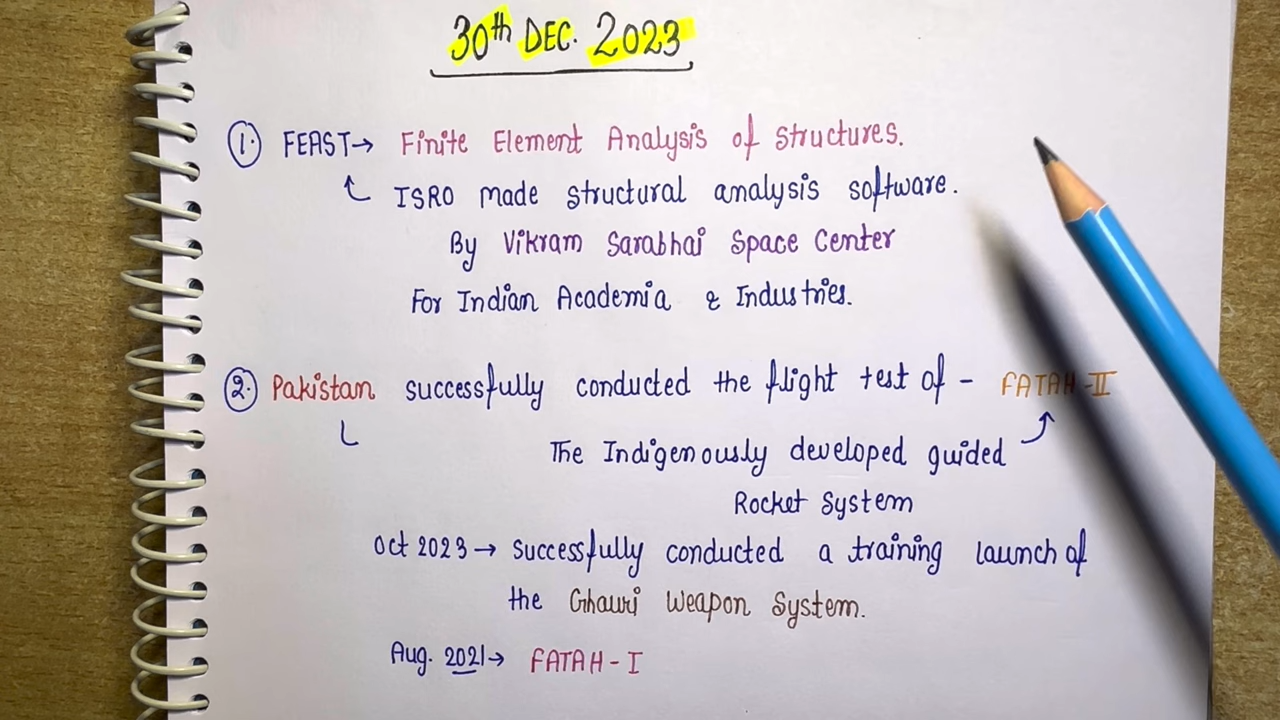 30th DEC. 2023
1. FEAST→ Finite Element Analysis of Structures.
ISRO made structural analysis software.
By Vikram Sarabhai Space Center
For Indian Academia & Industries.
2. Pakistan successfully conducted the flight test of - FATAH-II
The Indigenously developed guided
Rocket System
Oct 2023→ Successfully conducted a training launch of
the Ghauri Weapon System.
Aug. 2021→ FATAH-I